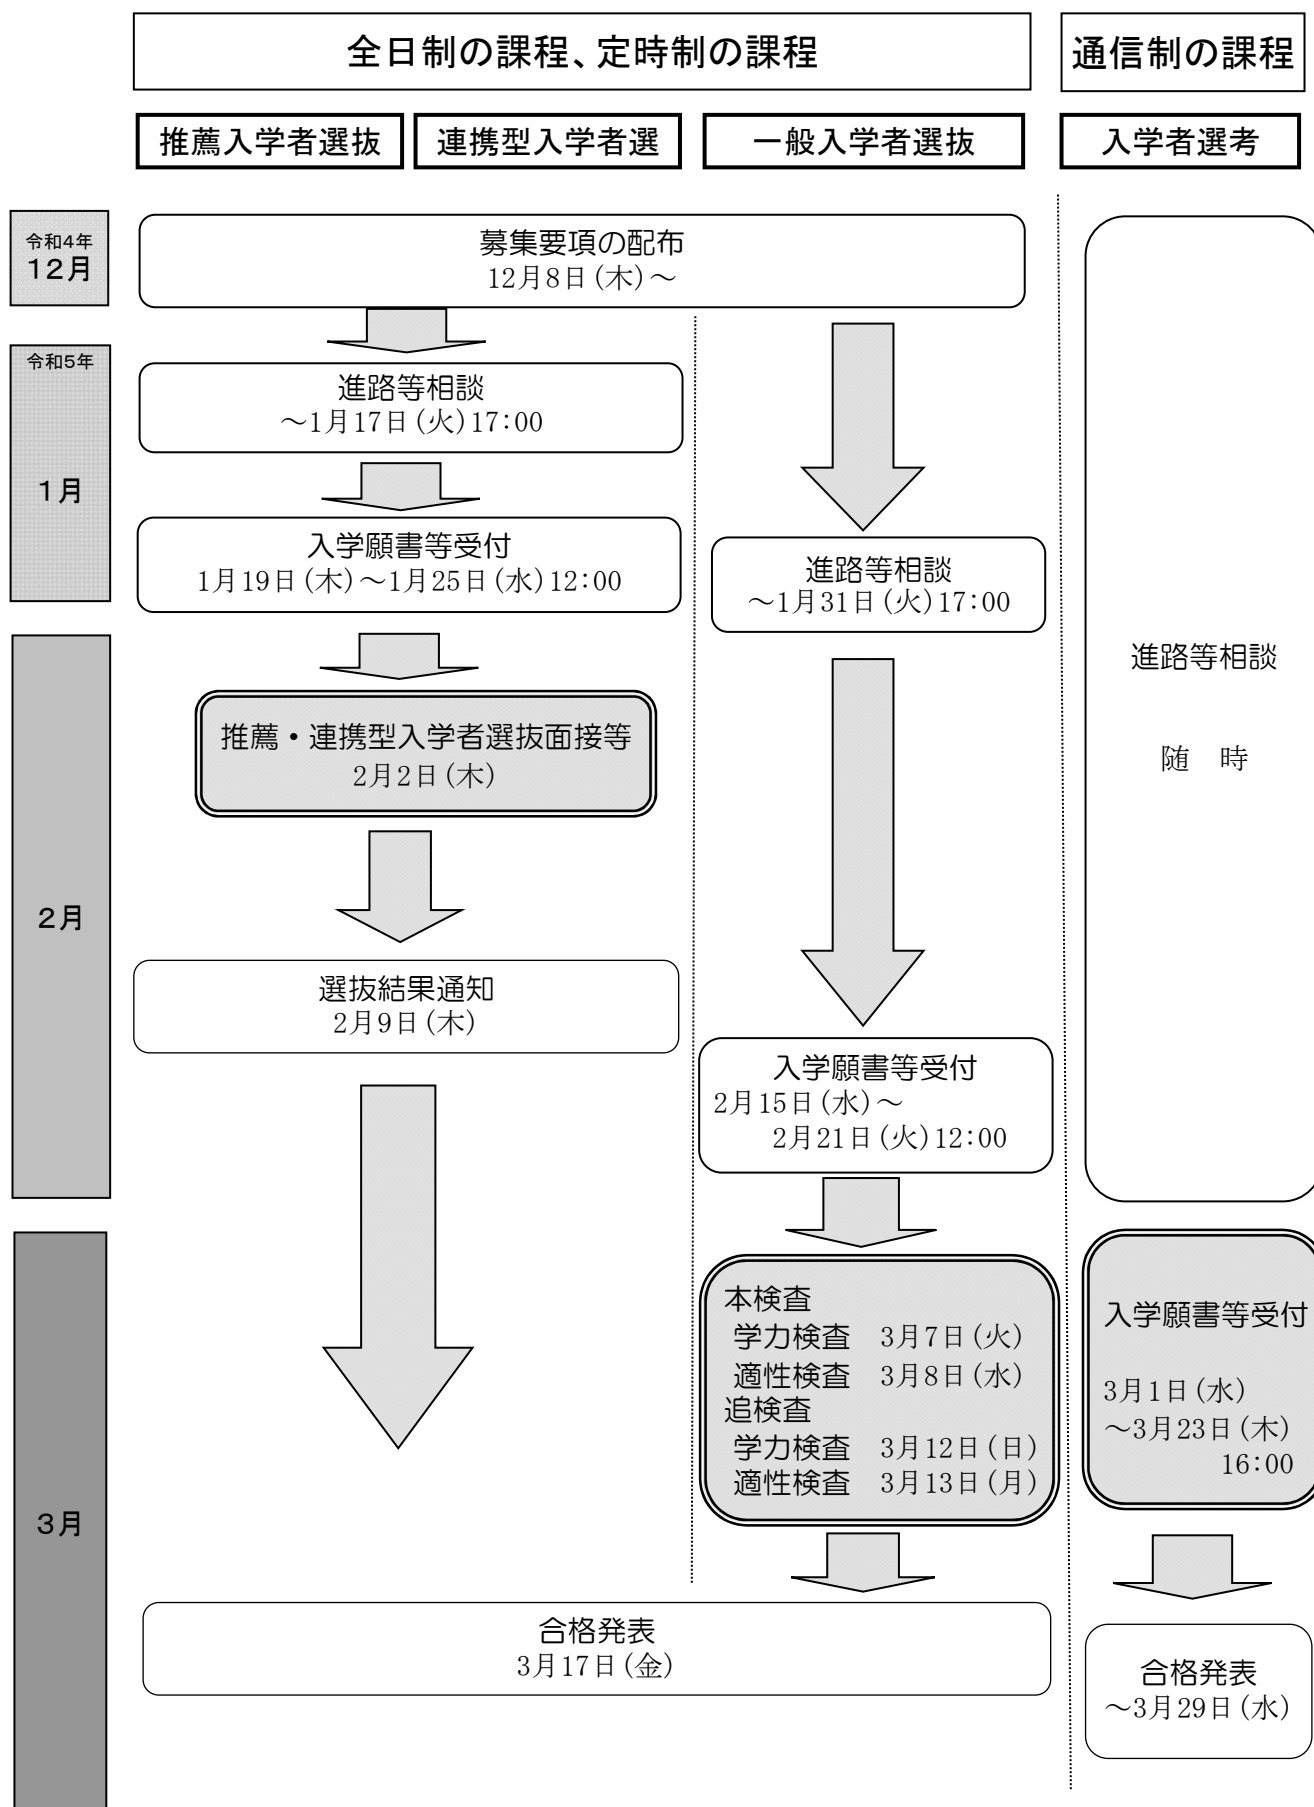 全日制の課程、定時制の課程
通信制の課程
推薦入学者選抜
連携型入学者選
一般入学者選抜
入学者選考
令和4年
12月
募集要項の配布
12月8日(木)～
令和5年
1月
進路等相談
～1月17日(火)17:00
入学願書等受付
1月19日(木)～1月25日(水)12:00
進路等相談
～1月31日(火)17:00
進路等相談
随　時
2月
推薦・連携型入学者選抜面接等
2月2日(木)
選抜結果通知
2月9日(木)
入学願書等受付
2月15日(水)～
2月21日(火)12:00
3月
本検査
学力検査　3月7日(火)
適性検査　3月8日(水)
追検査
学力検査　3月12日(日)
適性検査　3月13日(月)
入学願書等受付
3月1日(水)
～3月23日(木)
16:00
合格発表
3月17日(金)
合格発表
～3月29日(水)